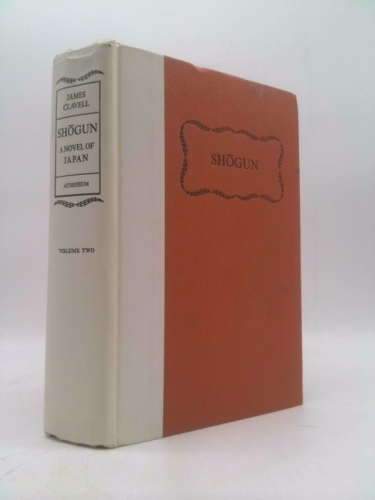 JAMES
CLAVELL
SHŌGUN
A NOVEL OF
JAPAN
ATHENEUM
VOLUME TWO
SHŌGUN